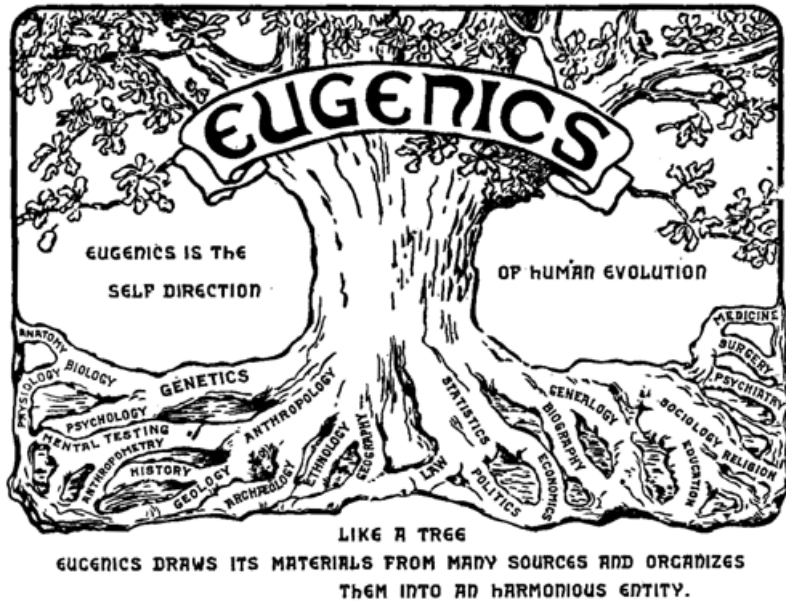 EUGENICS
EUGENICS IS THE
SELF DIRECTION
OF HUMAN EVOLUTION
ANATOMY
PHYSIOLOGY
BIOLOGY
GENETICS
PSYCHOLOGY
MENTAL TESTING
ANTHROPOMETRY
HISTORY
ANTHROPOLOGY
GEOLOGY
ARCHÆOLOGY
ETHNOLOGY
GEOGRAPHY
LAW
STATISTICS
POLITICS
ECONOMICS
BIOGRAPHY
GENEALOGY
EDUCATION
SOCIOLOGY
RELIGION
PSYCHIATRY
SURGERY
MEDICINE
LIKE A TREE
EUGENICS DRAWS ITS MATERIALS FROM MANY SOURCES AND ORGANIZES
THEM INTO AN HARMONIOUS ENTITY.